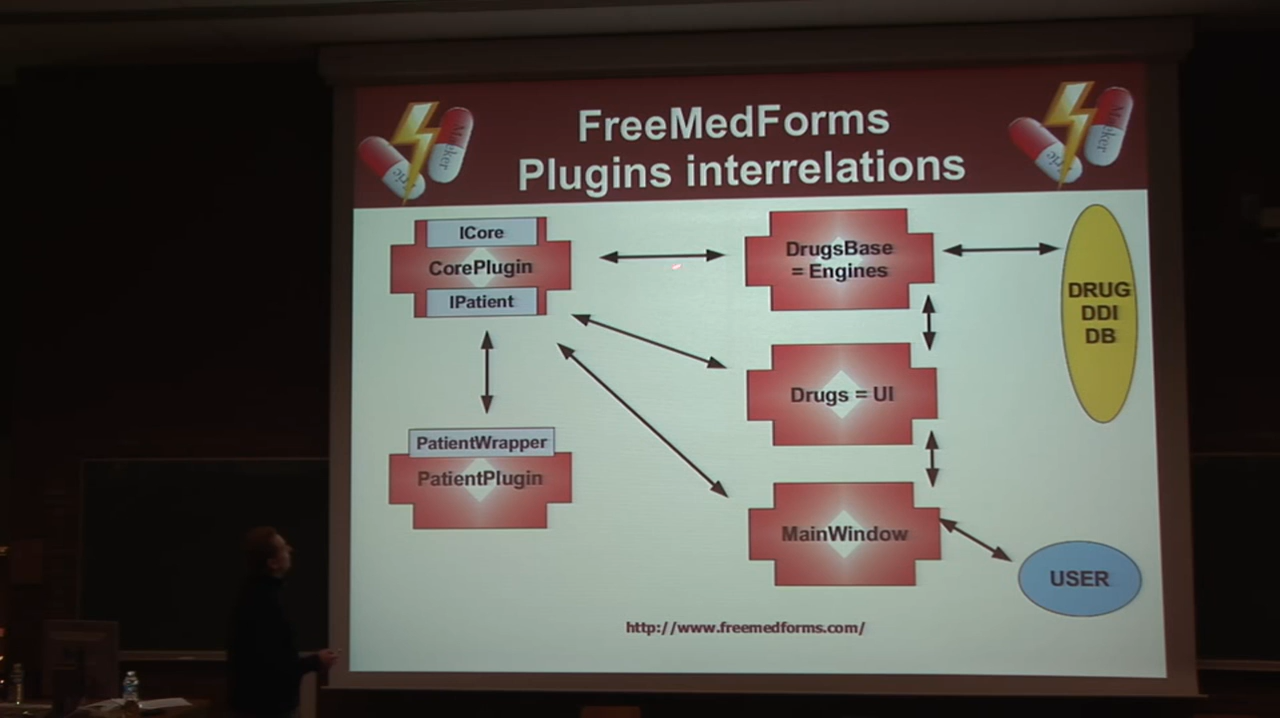 FreeMedForms
Plugins interrelations
ICore
CorePlugin
IPatient
DrugsBase
= Engines
DRUG
DDI
DB
Drugs = UI
PatientWrapper
PatientPlugin
MainWindow
USER
http://www.freemedforms.com/